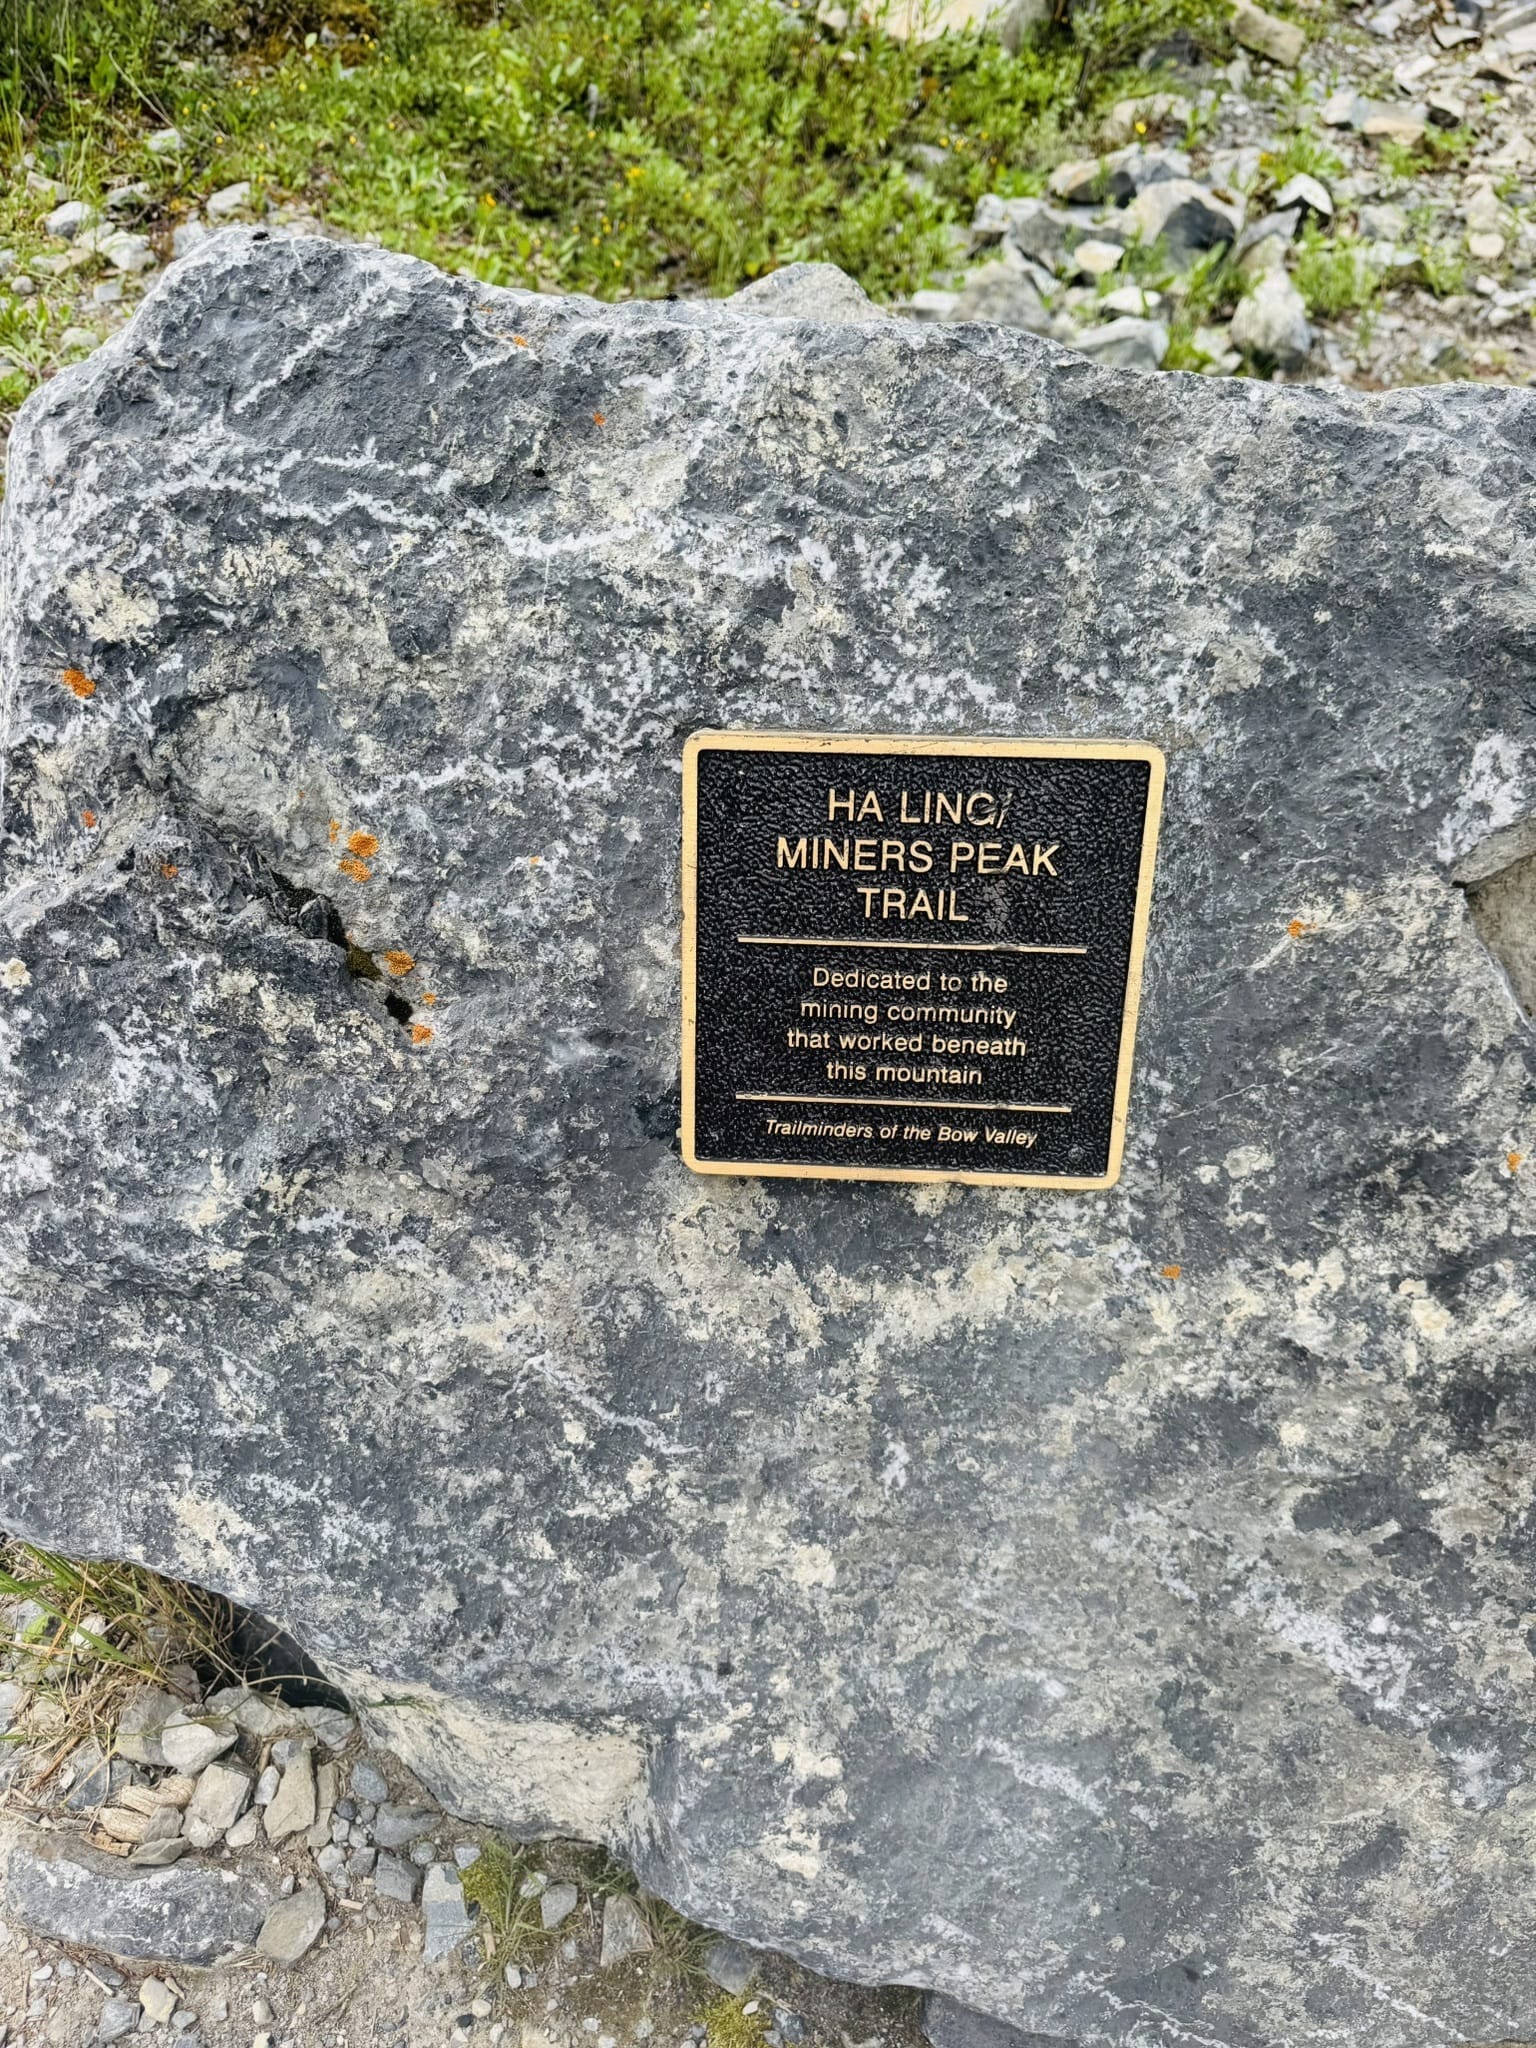 HA LING/
MINERS PEAK
TRAIL
Dedicated to the
mining community
that worked beneath
this mountain
Trailminders of the Bow Valley